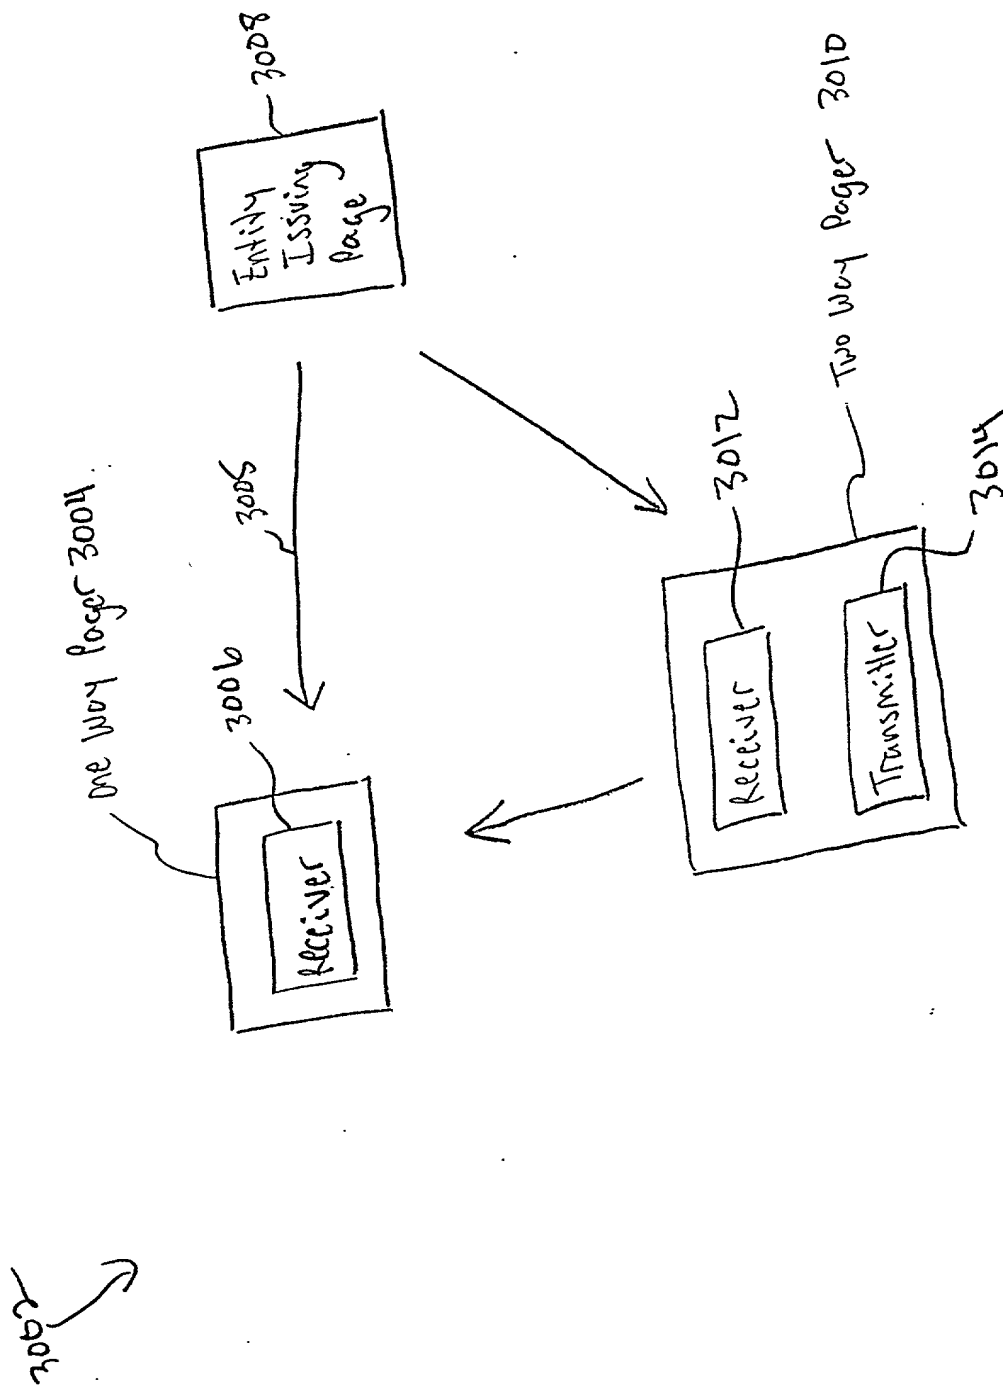 3002
One Way Pager 3004
3006
Receiver
3005
Entity
Issuing
Page
3008
Receiver
3012
Transmitter
3014
Two Way Pager 3010